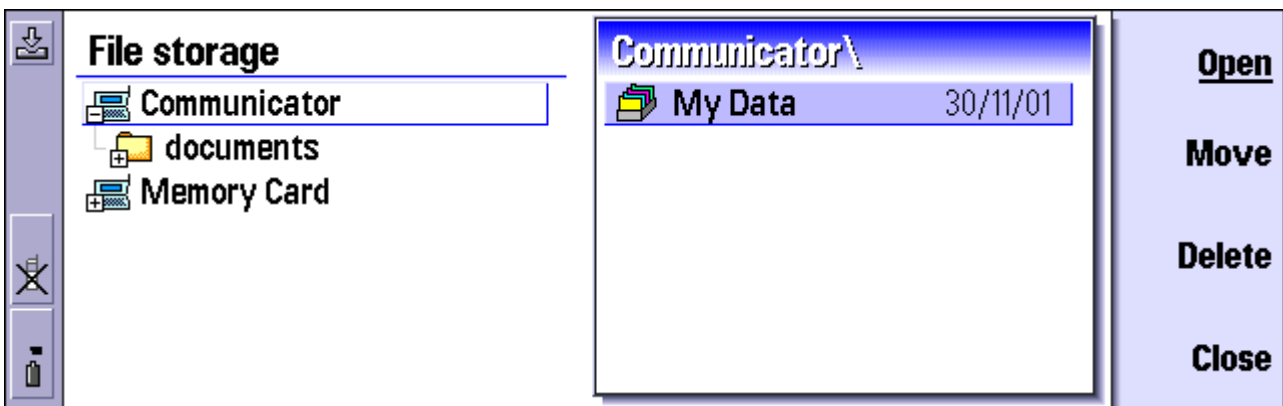 File storage
Communicator
documents
Memory Card
Communicator\
My Data 30/11/01
Open
Move
Delete
Close